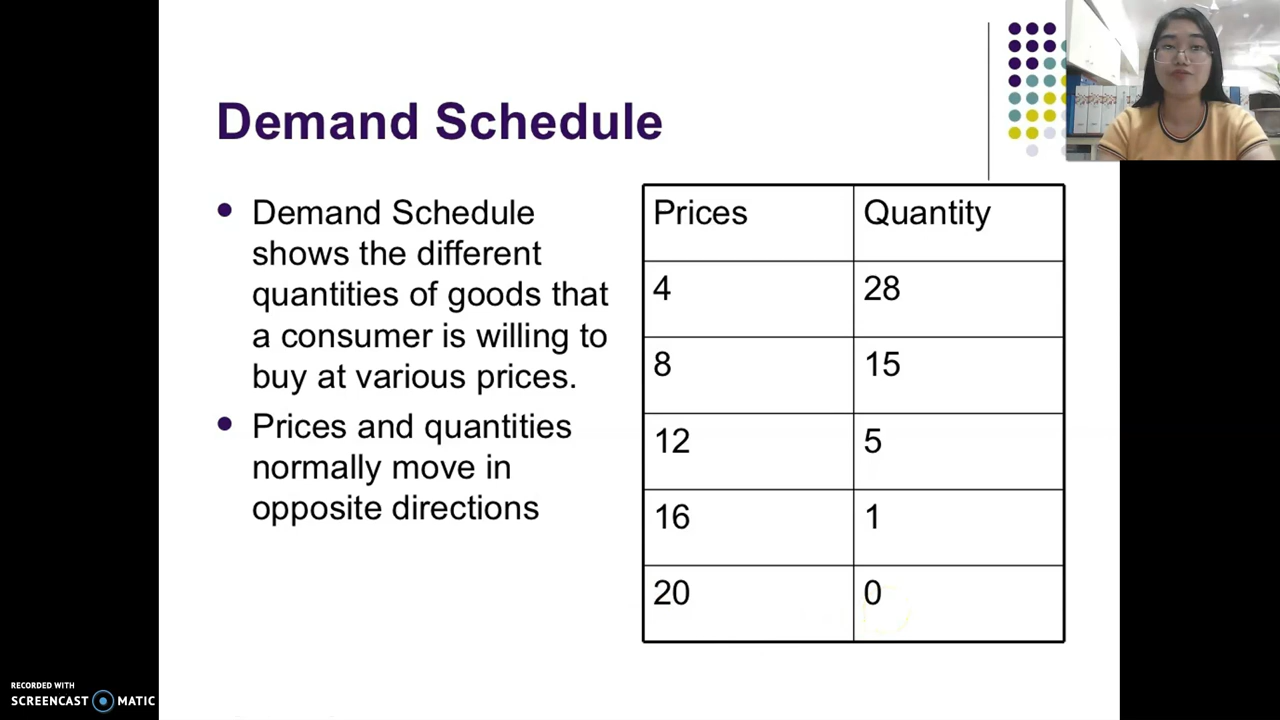 Demand Schedule
Demand Schedule
shows the different
quantities of goods that
a consumer is willing to
buy at various prices.
Prices and quantities
normally move in
opposite directions
Prices Quantity
4 28
8 15
12 5
16 1
20 0
RECORDED WITH
SCREENCAST MATIC